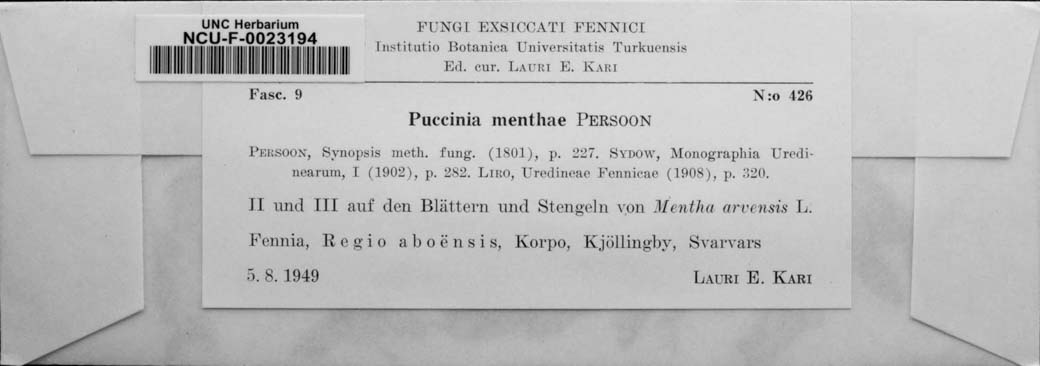 UNC Herbarium
NCU-F-0023194
FUNGI EXSICCATI FENNICI
Institutio Botanica Universitatis Turkuensis
Ed. cur. LAURI E. KARI
Fasc. 9 N:o 426
Puccinia menthae PERSOON
PERSOON, Synopsis meth. fung. (1801), p. 227. SYDOW, Monographia Uredi-
nearum, I (1902), p. 282. LIRO, Uredineae Fennicae (1908), p. 320.
II und III auf den Blättern und Stengeln von Mentha arvensis L.
Fennia, Regio aboënsis, Korpo, Kjöllingby, Svarvars
5. 8. 1949 LAURI E. KARI